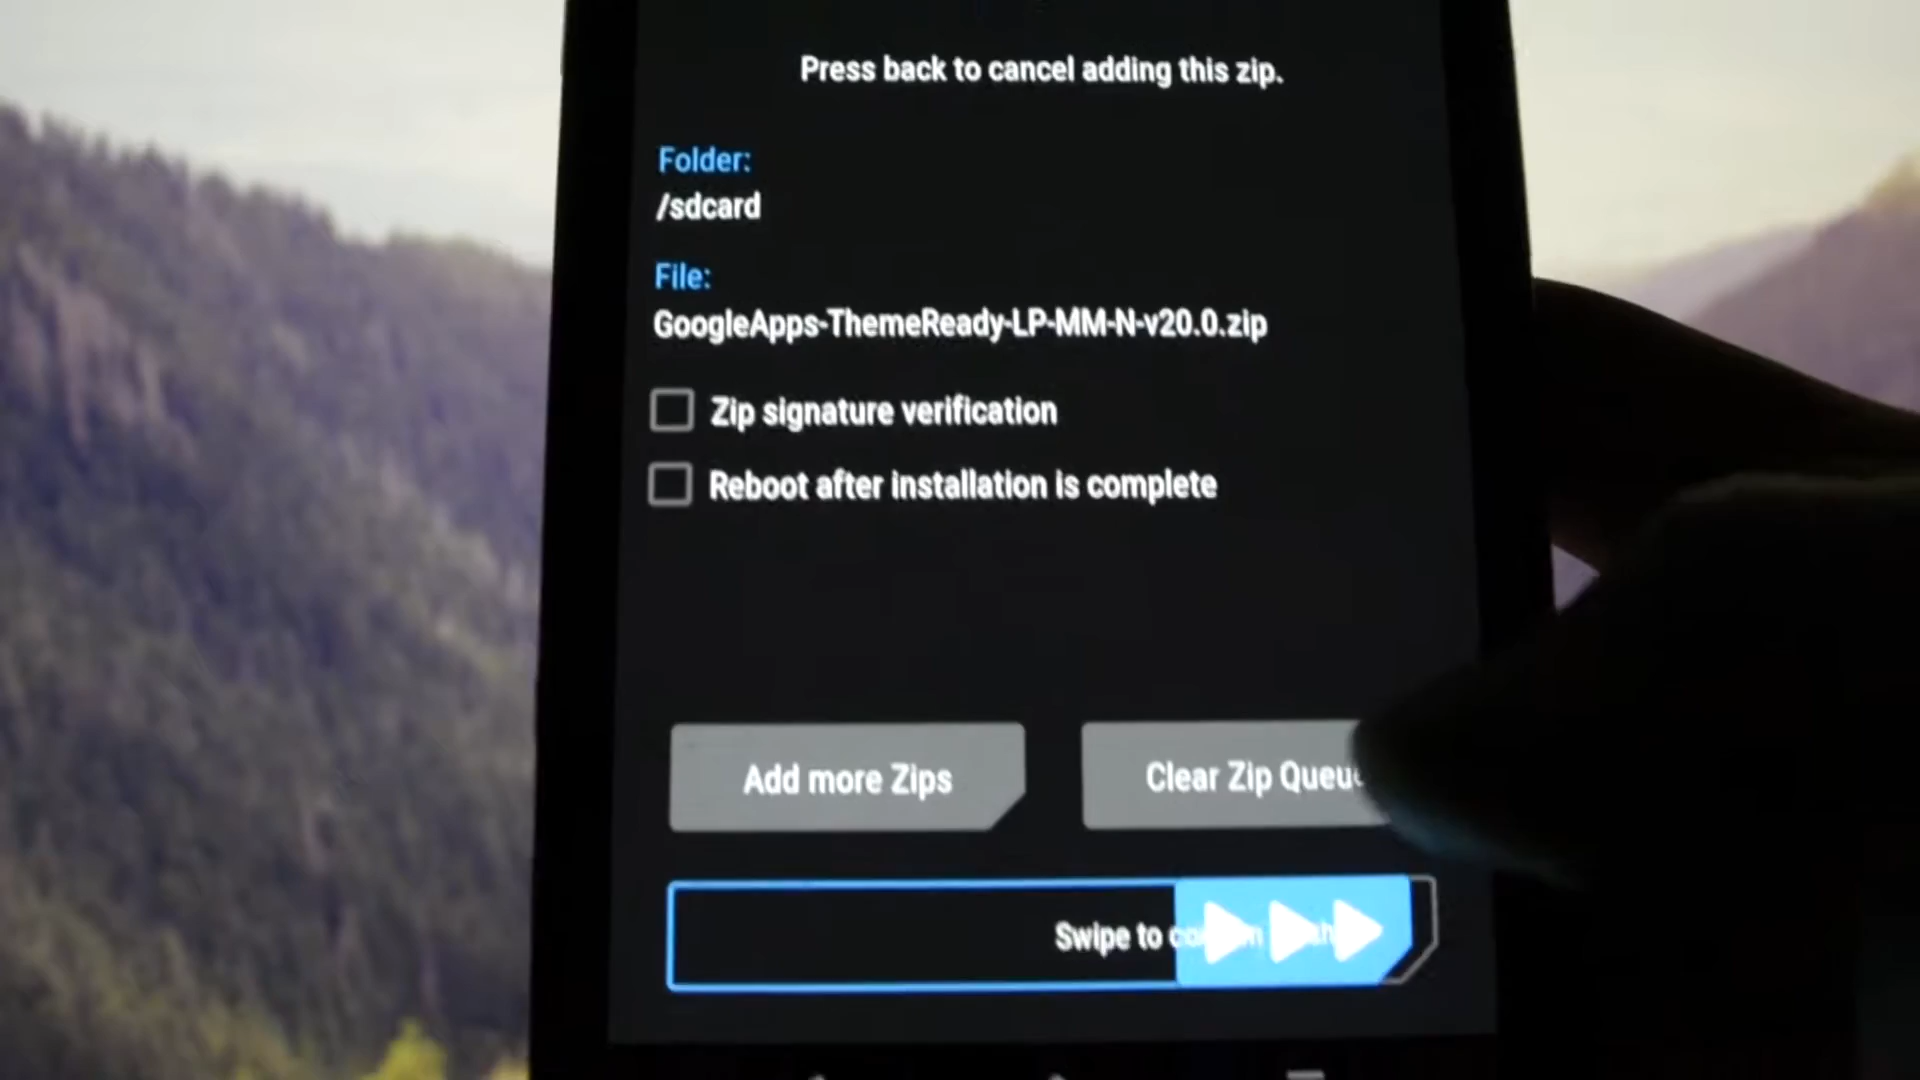 Press back to cancel adding this zip.
Folder:
/sdcard
File:
GoogleApps-ThemeReady-LP-MM-N-v20.0.zip
Zip signature verification
Reboot after installation is complete
Add more Zips
Clear Zip Queue
Swipe to